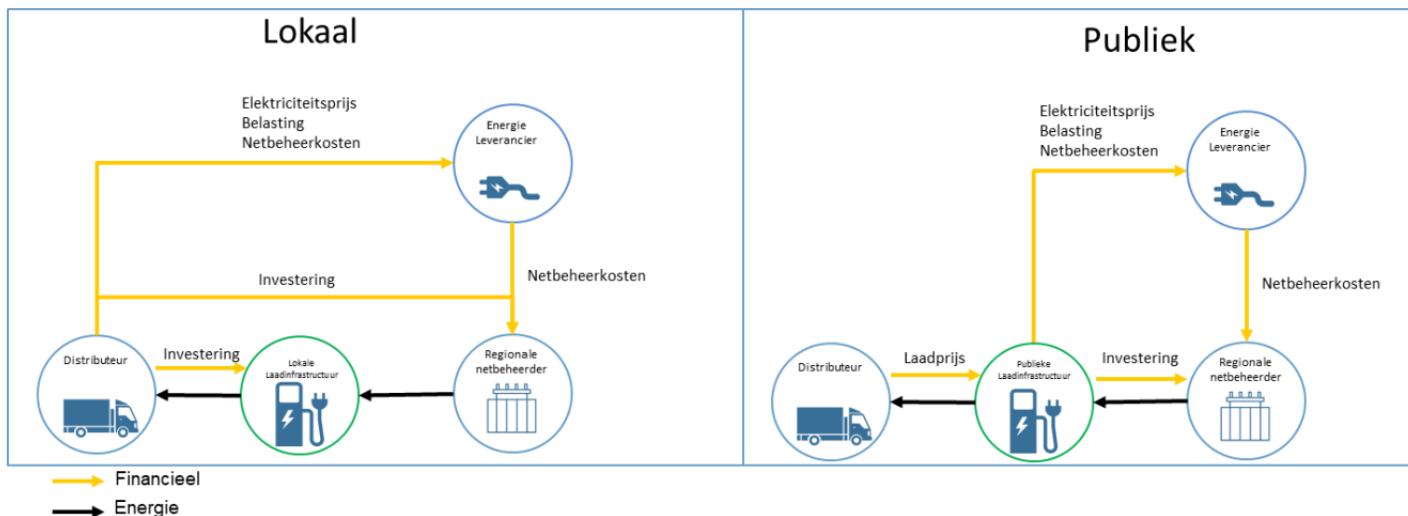 Lokaal
Elektriciteitsprijs
Belasting
Netbeheerkosten
Energie
Leverancier
Investering
Netbeheerkosten
Distributeur
Investering
Lokale
Laadinfrastructuur
Regionale
netbeheerder
Publiek
Elektriciteitsprijs
Belasting
Netbeheerkosten
Energie
Leverancier
Netbeheerkosten
Distributeur
Laadprijs
Publieke
Laadinfrastructuur
Investering
Regionale
netbeheerder
Financieel
Energie